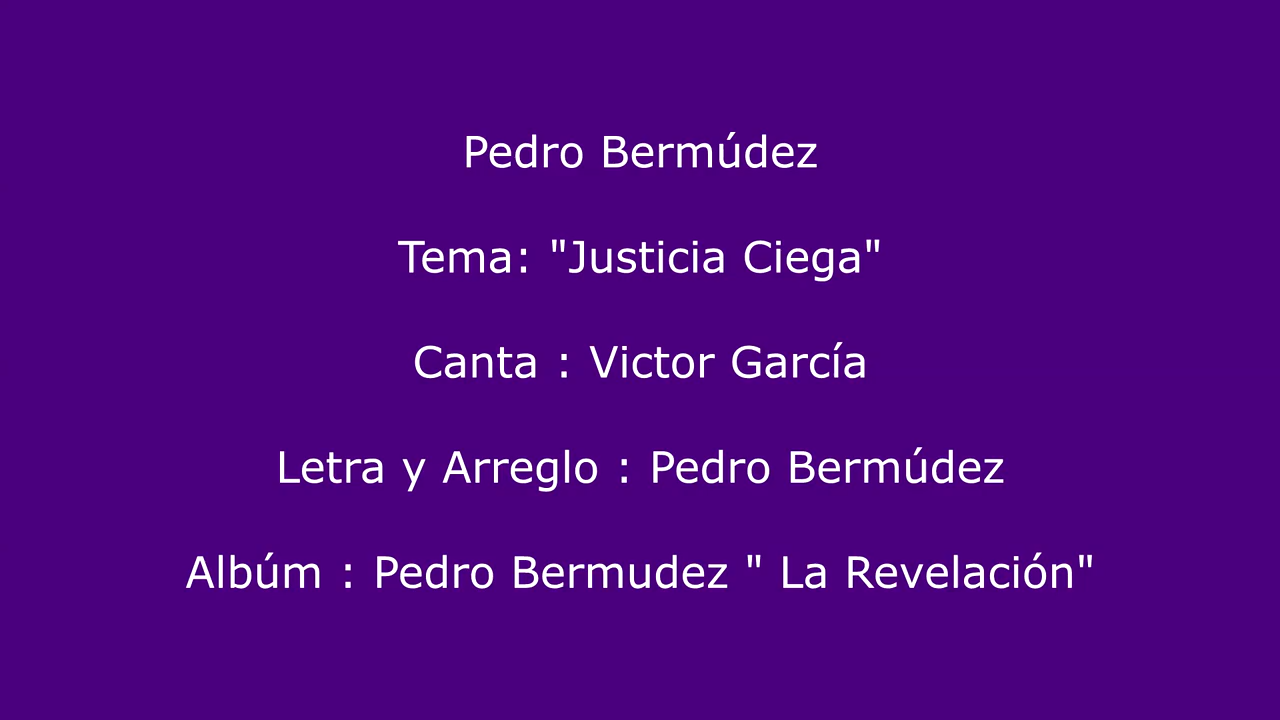 Pedro Bermúdez
Tema: "Justicia Ciega"
Canta : Victor García
Letra y Arreglo : Pedro Bermúdez
Albúm : Pedro Bermudez " La Revelación"